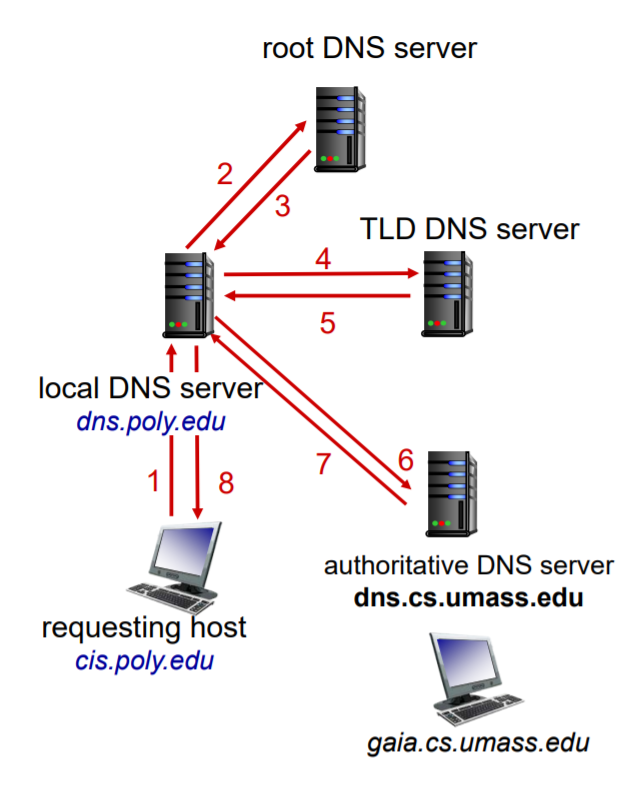 root DNS server
2
3
TLD DNS server
4
5
local DNS server
dns.poly.edu
1
8
7
6
authoritative DNS server
dns.cs.umass.edu
requesting host
cis.poly.edu
gaia.cs.umass.edu